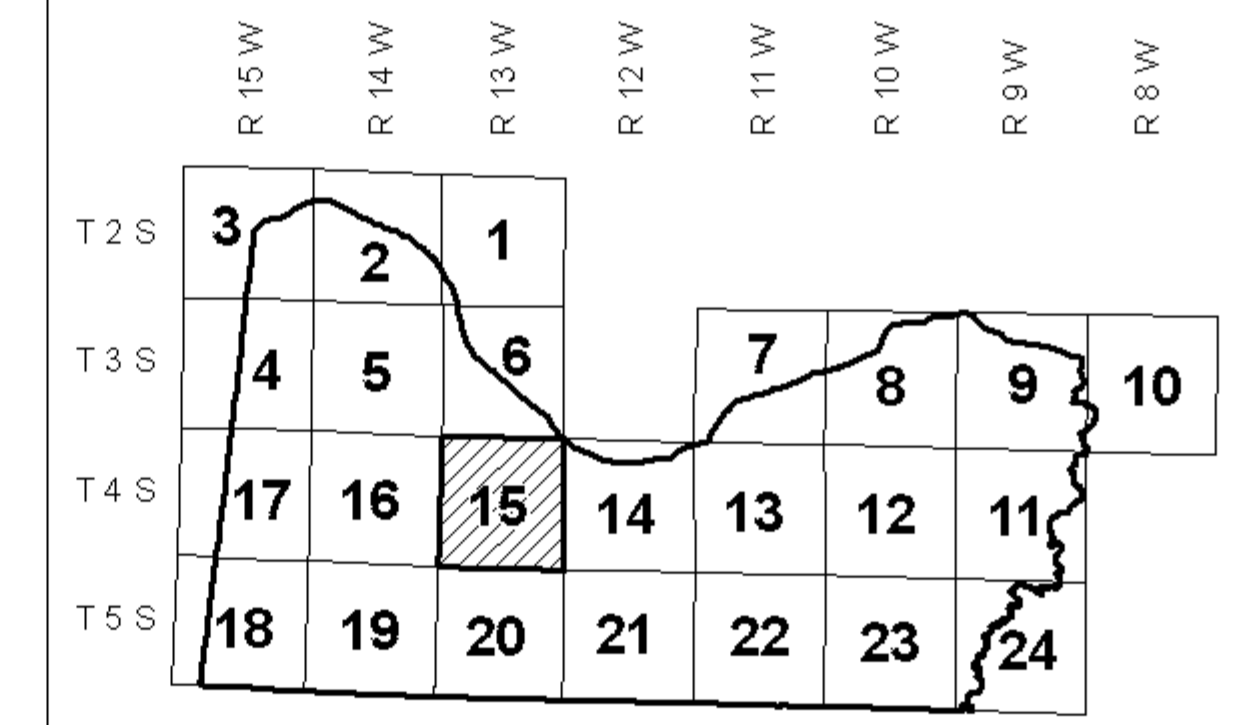 R 15 W R 14 W R 13 W R 12 W R 11 W R 10 W R 9 W R 8 W
T 2 S 3 2 1
T 3 S 4 5 6 7 8 9 10
T 4 S 17 16 15 14 13 12 11
T 5 S 18 19 20 21 22 23 24